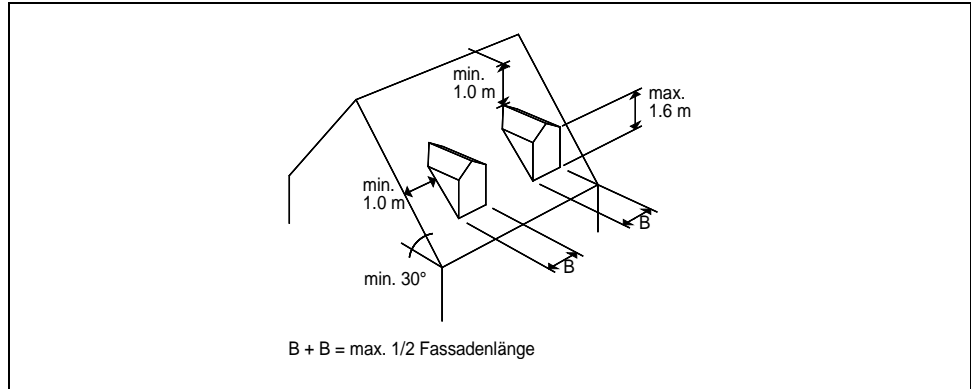 min.
1.0 m
max.
1.6 m
min.
1.0 m
B
B
min. 30°
B + B = max. 1/2 Fassadenlänge